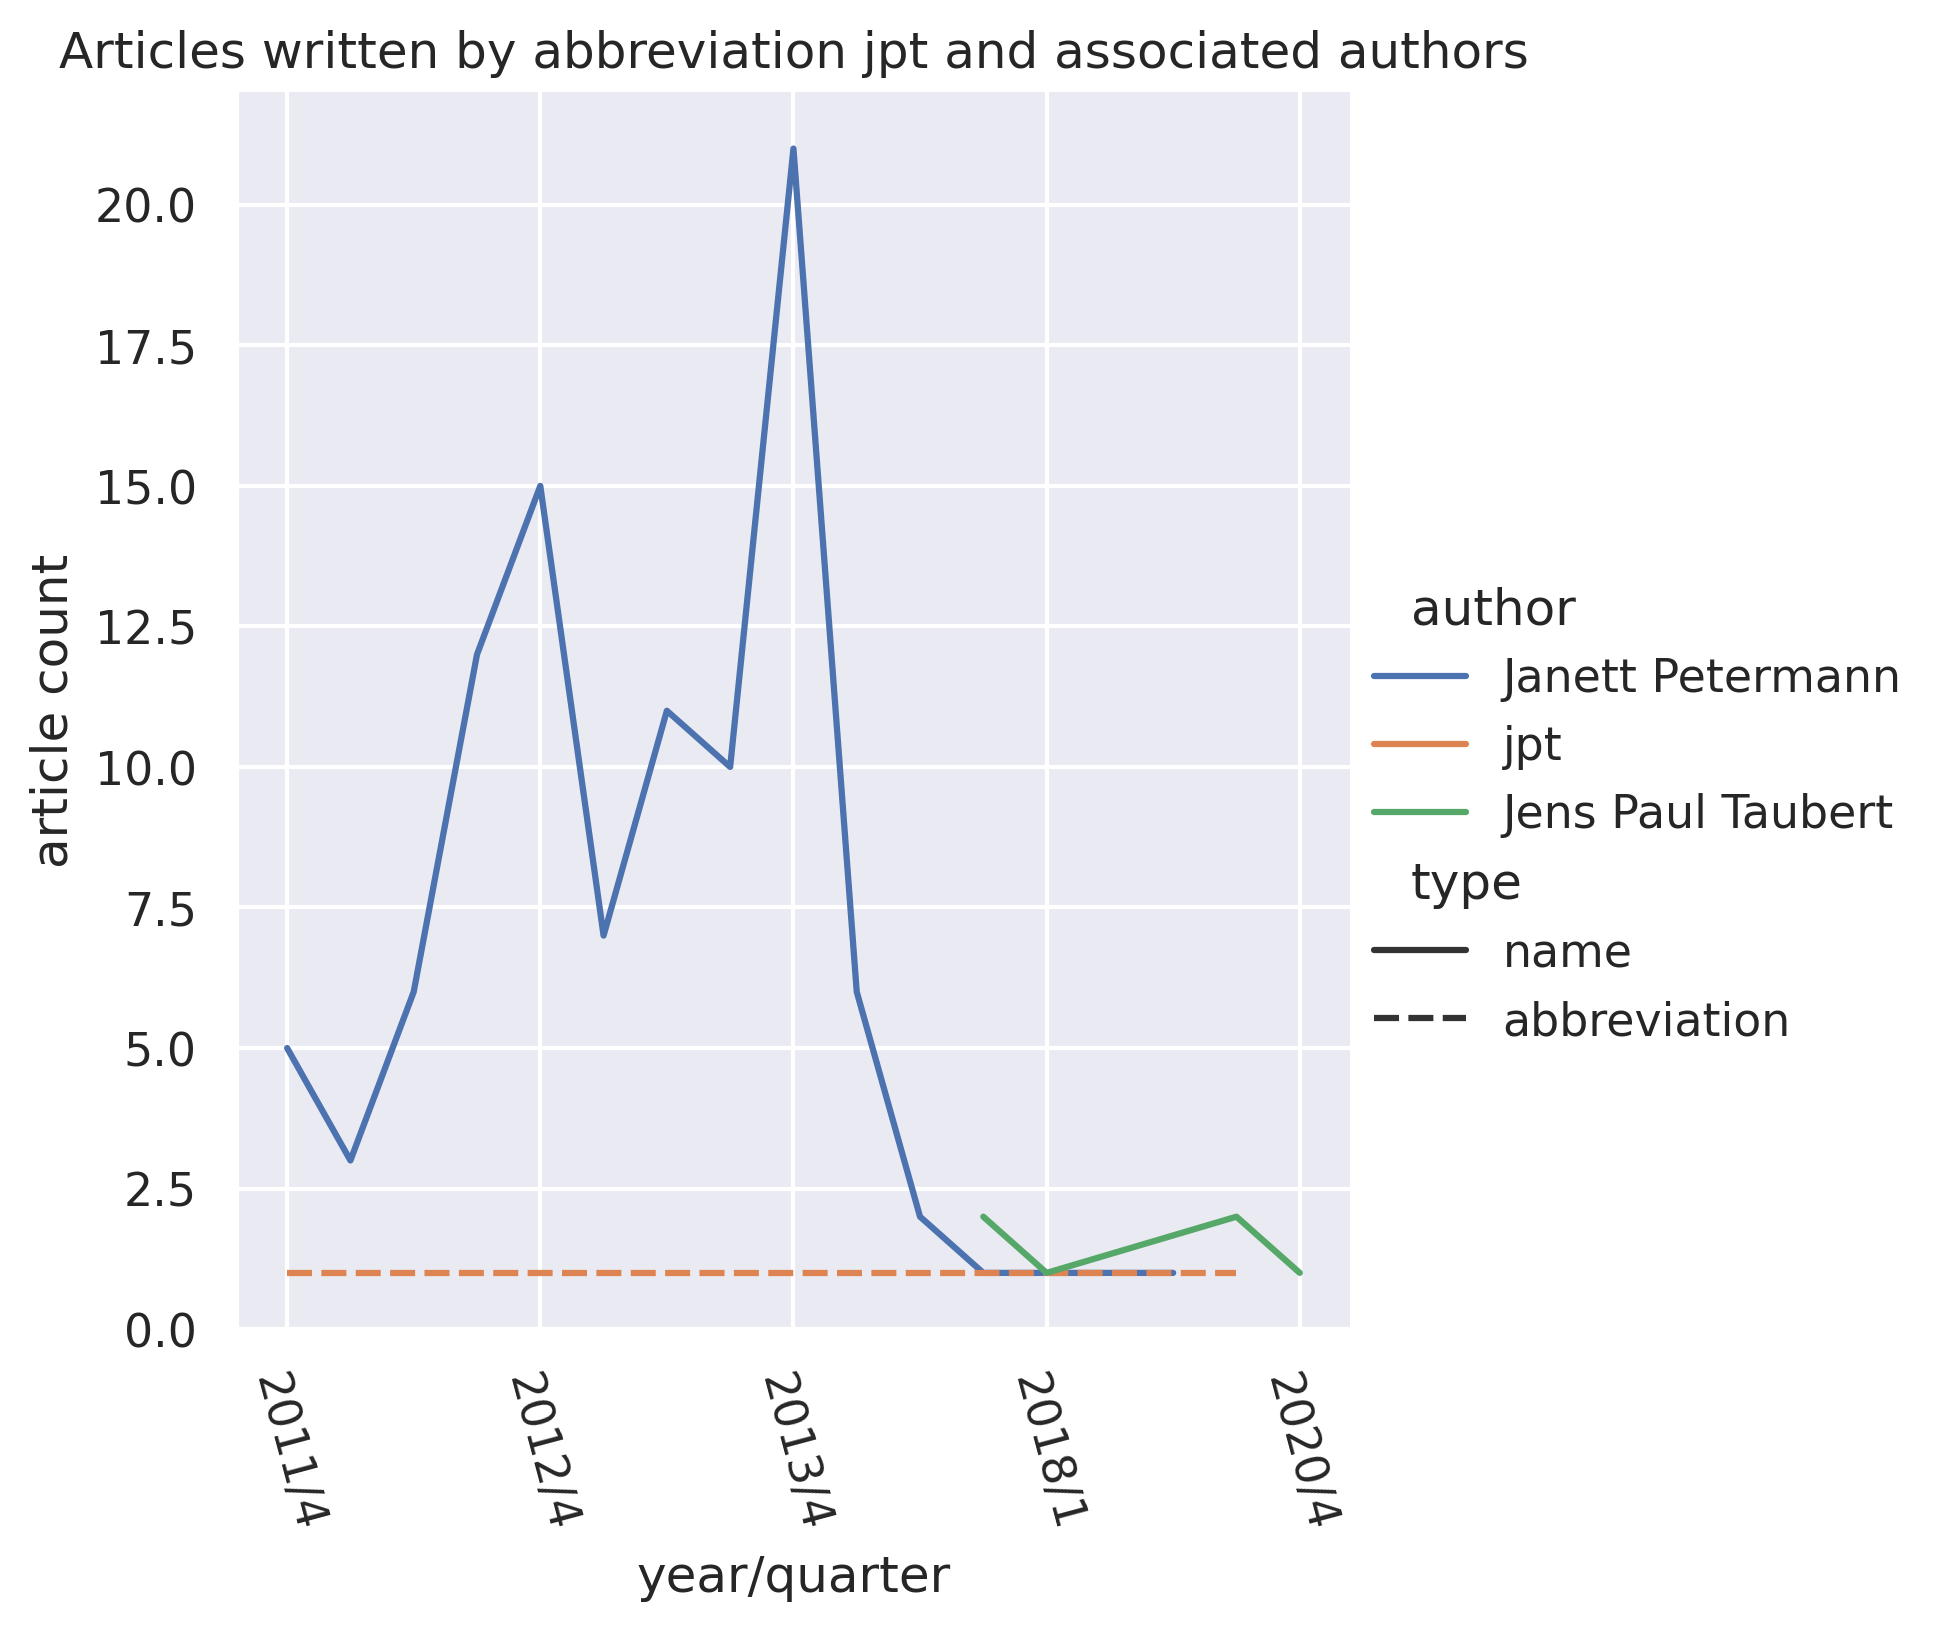 Articles written by abbreviation jpt and associated authors
20.0
17.5
15.0
12.5
10.0
7.5
5.0
2.5
0.0
article count
2011/4
2012/4
2013/4
2018/1
2020/4
year/quarter
author
Janett Petermann
jpt
Jens Paul Taubert
type
name
abbreviation